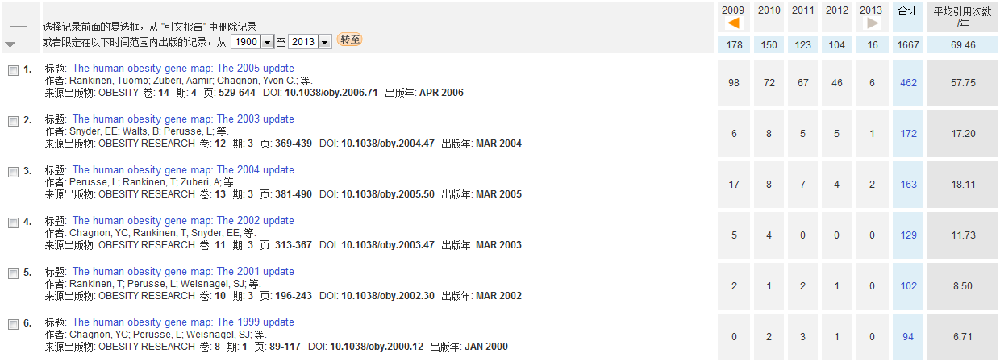 选择记录前面的复选框，从 "引文报告" 中删除记录
或者限定在以下时间范围内出版的记录，从 1900 至 2013 转至
2009 2010 2011 2012 2013 合计 平均引用次数/年
178 150 123 104 16 1667 69.46
1. 标题: The human obesity gene map: The 2005 update
作者: Rankinen, Tuomo; Zuberi, Aamir; Chagnon, Yvon C.; 等.
来源出版物: OBESITY 卷: 14 期: 4 页: 529-644 DOI: 10.1038/oby.2006.71 出版年: APR 2006
98 72 67 46 6 462 57.75
2. 标题: The human obesity gene map: The 2003 update
作者: Snyder, EE; Walts, B; Perusse, L; 等.
来源出版物: OBESITY RESEARCH 卷: 12 期: 3 页: 369-439 DOI: 10.1038/oby.2004.47 出版年: MAR 2004
6 8 5 5 1 172 17.20
3. 标题: The human obesity gene map: The 2004 update
作者: Perusse, L; Rankinen, T; Zuberi, A; 等.
来源出版物: OBESITY RESEARCH 卷: 13 期: 3 页: 381-490 DOI: 10.1038/oby.2005.50 出版年: MAR 2005
17 8 7 4 2 163 18.11
4. 标题: The human obesity gene map: The 2002 update
作者: Chagnon, YC; Rankinen, T; Snyder, EE; 等.
来源出版物: OBESITY RESEARCH 卷: 11 期: 3 页: 313-367 DOI: 10.1038/oby.2003.47 出版年: MAR 2003
5 4 0 0 0 129 11.73
5. 标题: The human obesity gene map: The 2001 update
作者: Rankinen, T; Perusse, L; Weisnagel, SJ; 等.
来源出版物: OBESITY RESEARCH 卷: 10 期: 3 页: 196-243 DOI: 10.1038/oby.2002.30 出版年: MAR 2002
2 1 2 1 0 102 8.50
6. 标题: The human obesity gene map: The 1999 update
作者: Chagnon, YC; Perusse, L; Weisnagel, SJ; 等.
来源出版物: OBESITY RESEARCH 卷: 8 期: 1 页: 89-117 DOI: 10.1038/oby.2000.12 出版年: JAN 2000
0 2 3 1 0 94 6.71